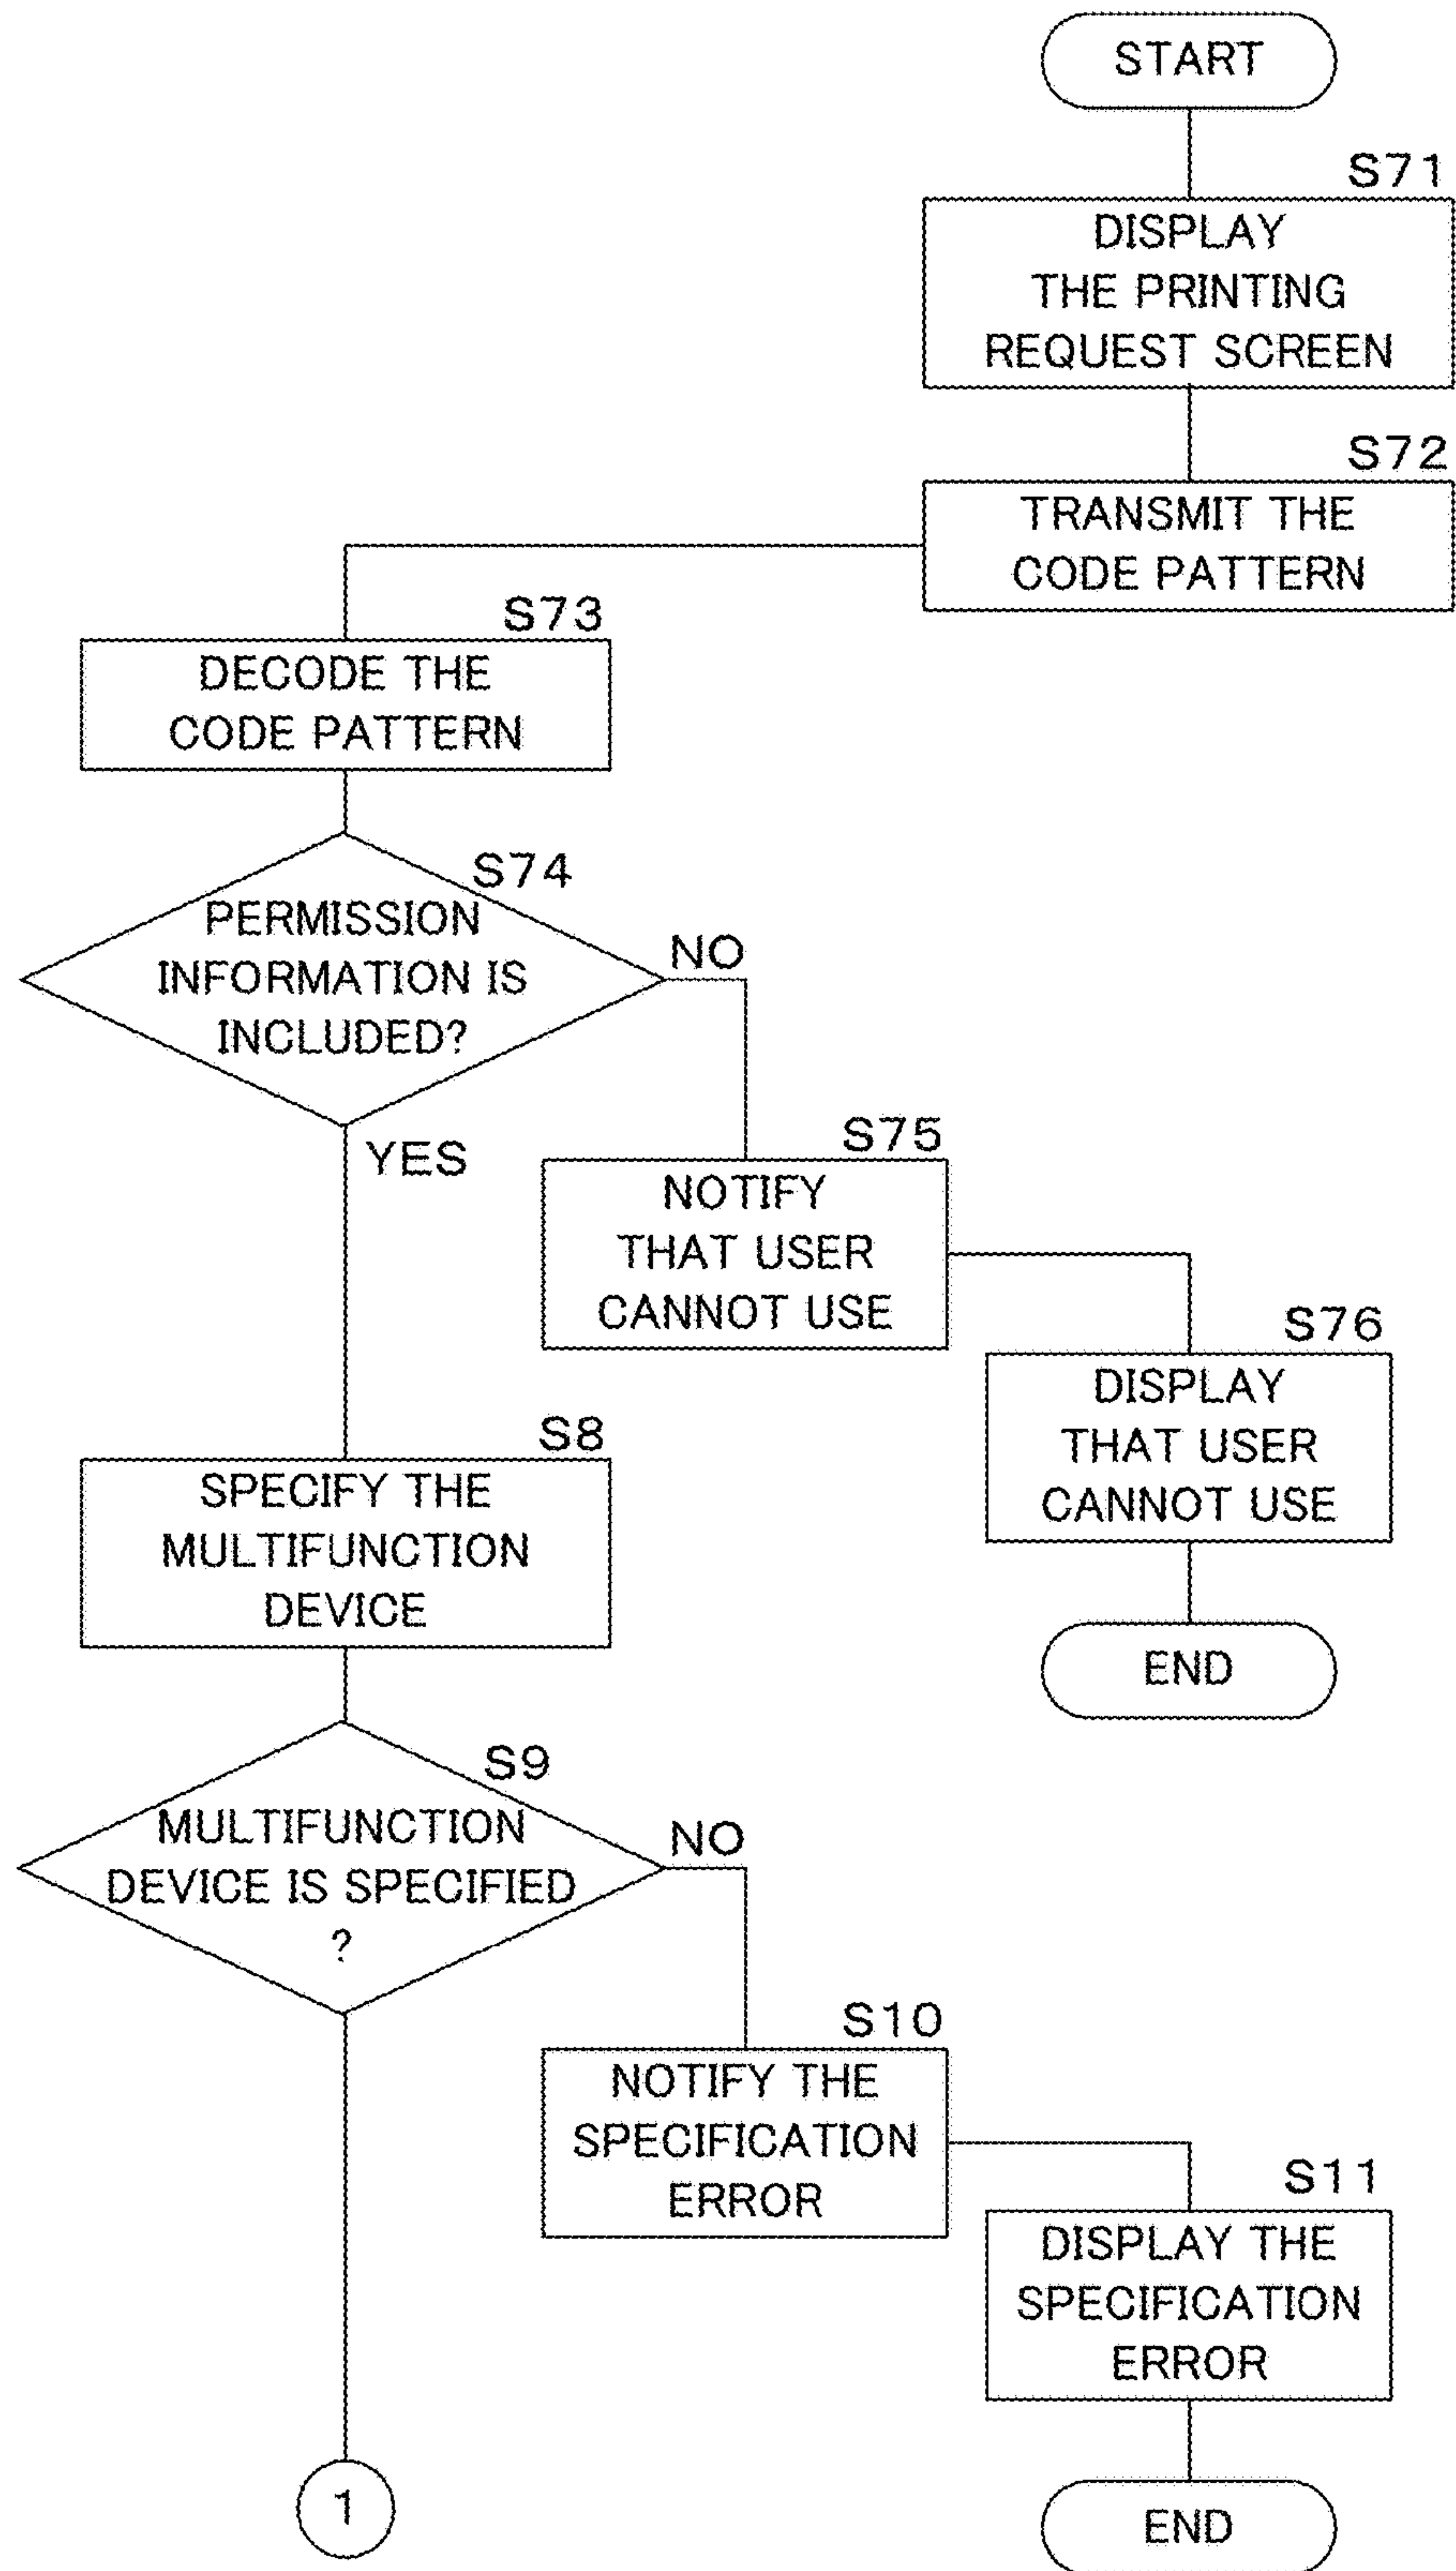 START
S71
DISPLAY
THE PRINTING
REQUEST SCREEN
S72
TRANSMIT THE
CODE PATTERN
S73
DECODE THE
CODE PATTERN
S74
PERMISSION
INFORMATION IS
INCLUDED?
NO
YES
S75
NOTIFY
THAT USER
CANNOT USE
S76
DISPLAY
THAT USER
CANNOT USE
END
S8
SPECIFY THE
MULTIFUNCTION
DEVICE
S9
MULTIFUNCTION
DEVICE IS SPECIFIED
?
NO
S10
NOTIFY THE
SPECIFICATION
ERROR
S11
DISPLAY THE
SPECIFICATION
ERROR
END
1